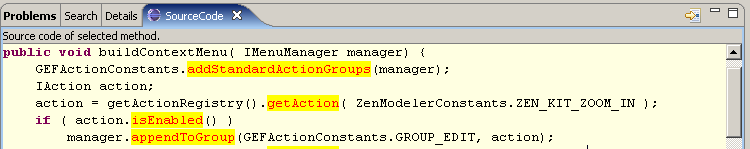 Problems Search Details SourceCode
Source code of selected method.
public void buildContextMenu( IMenuManager manager) {
    GEFActionConstants.addStandardActionGroups(manager);
    IAction action;
    action = getActionRegistry().getAction( ZenModelerConstants.ZEN_KIT_ZOOM_IN );
    if ( action.isEnabled() )
        manager.appendToGroup(GEFActionConstants.GROUP_EDIT, action);